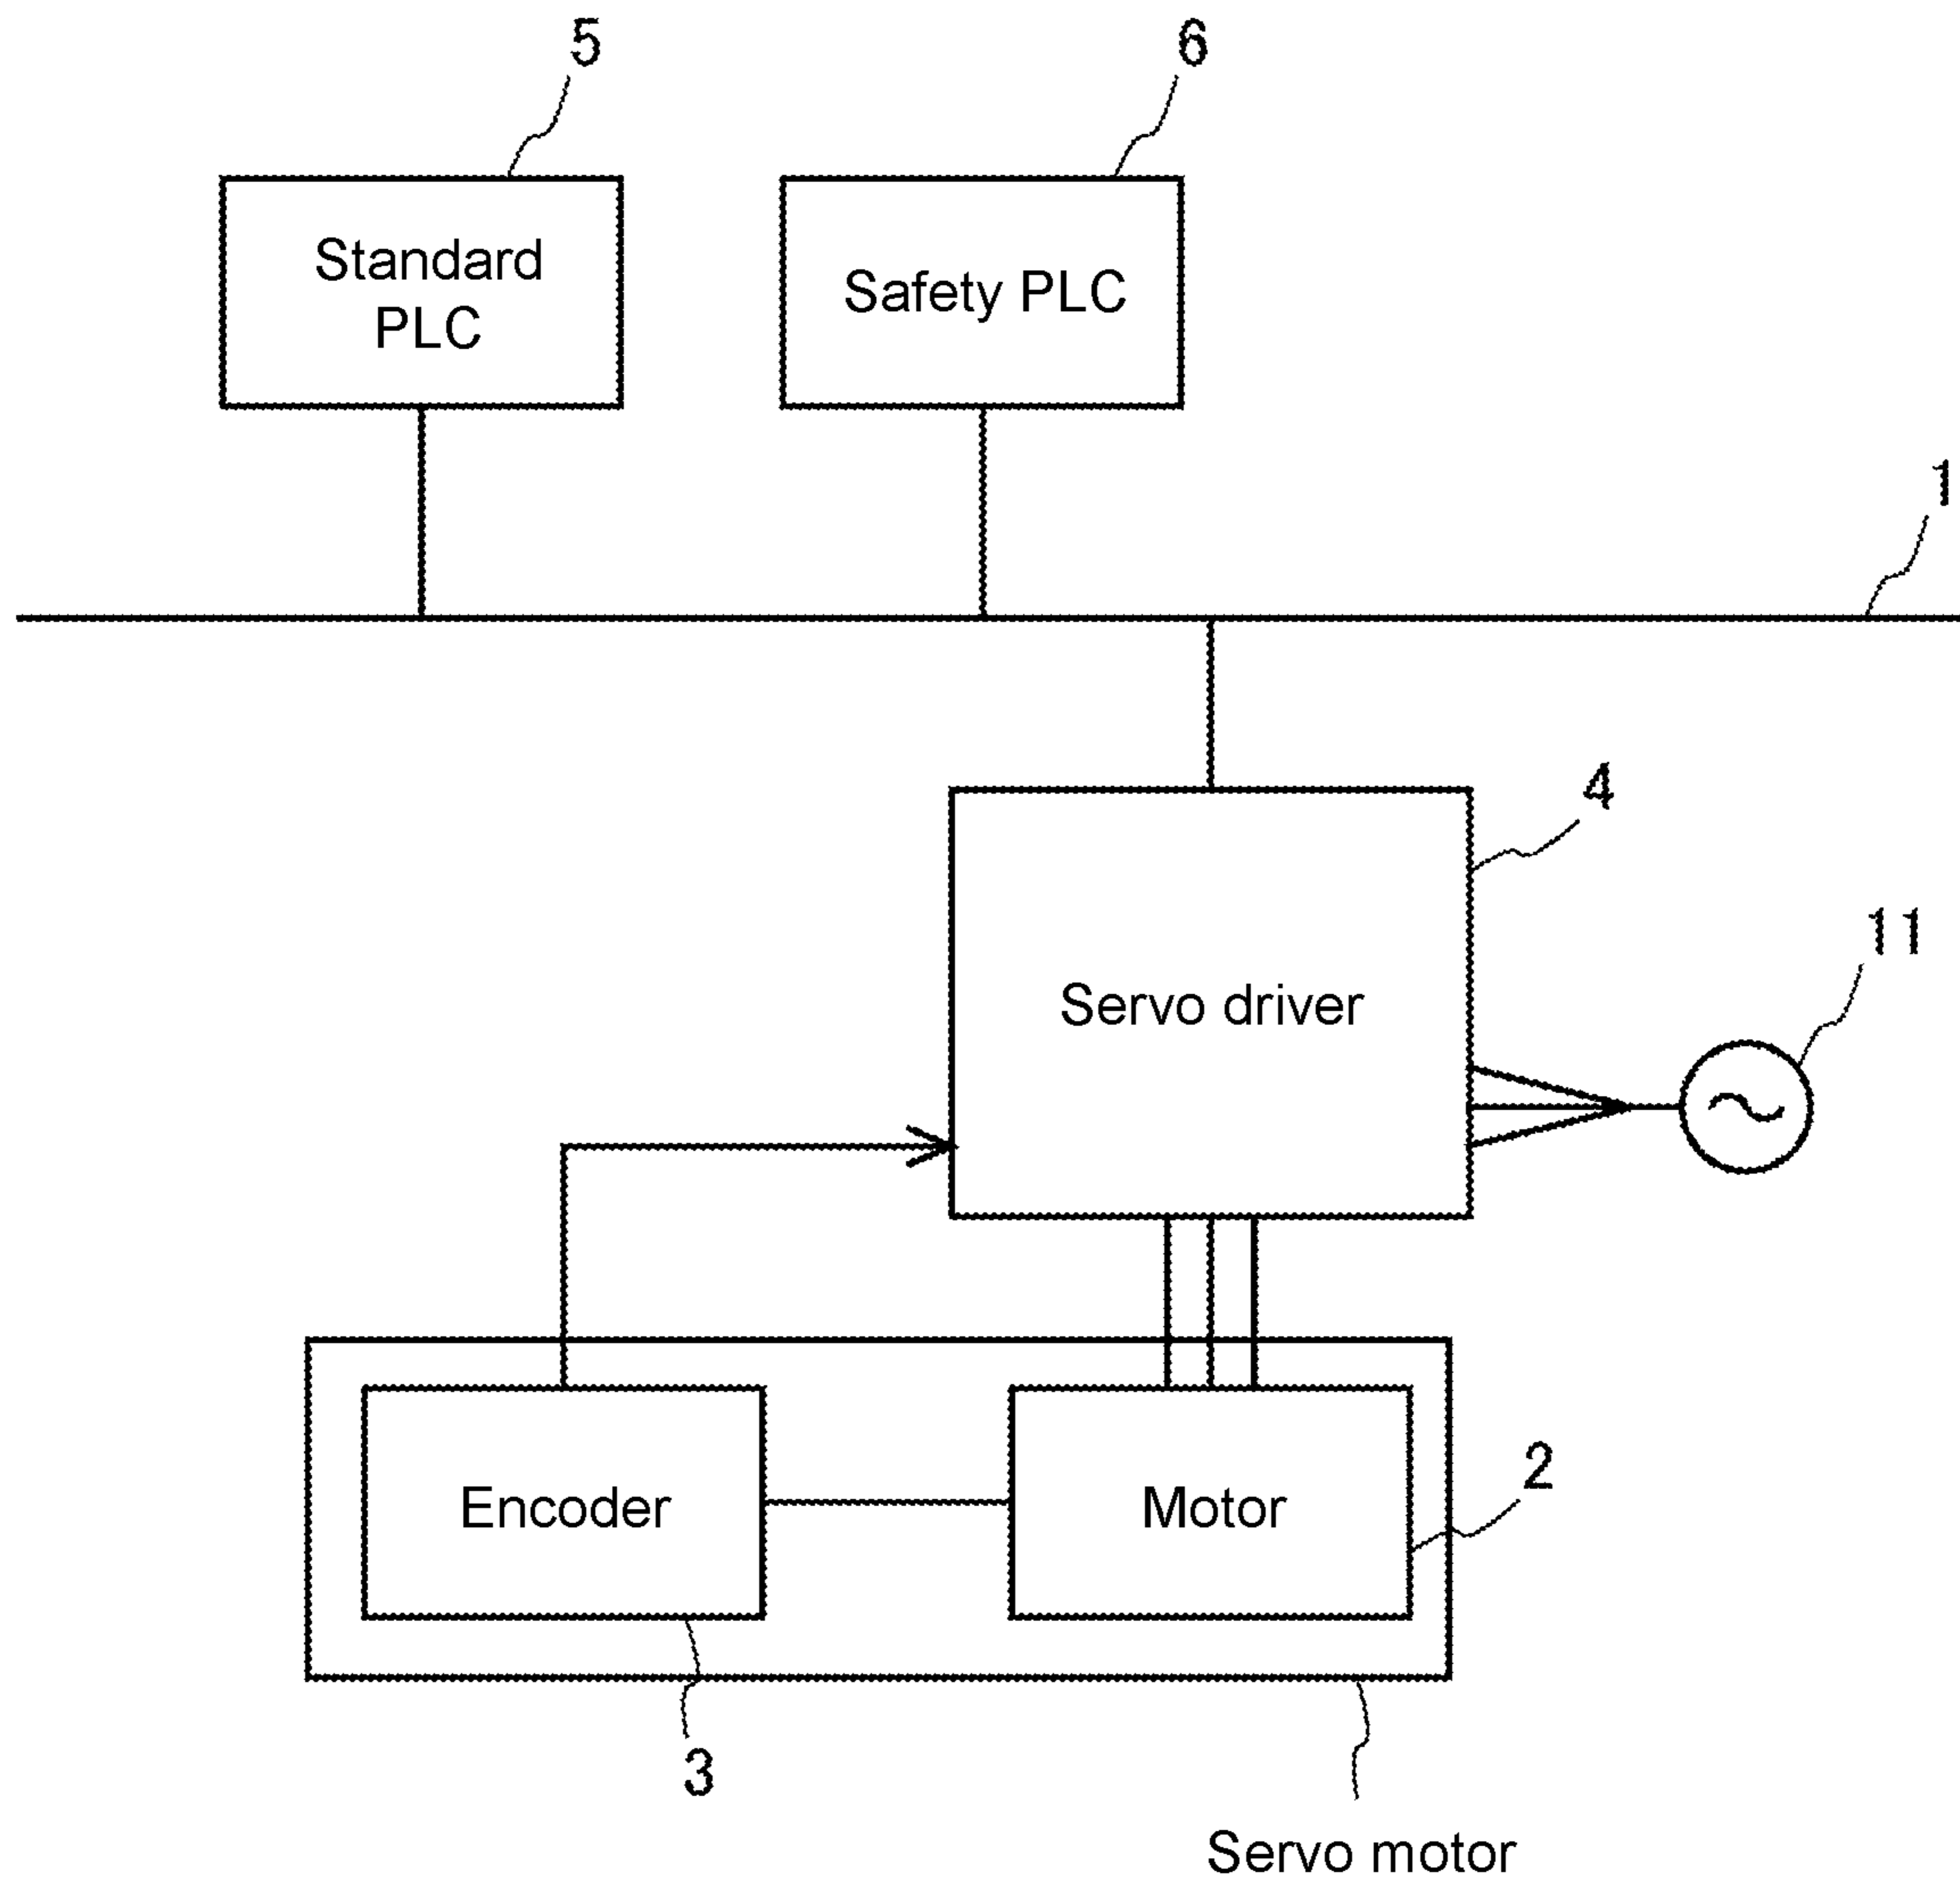 5
6
Standard
PLC
Safety PLC
1
4
Servo driver
11
Encoder
Motor
2
3
Servo motor